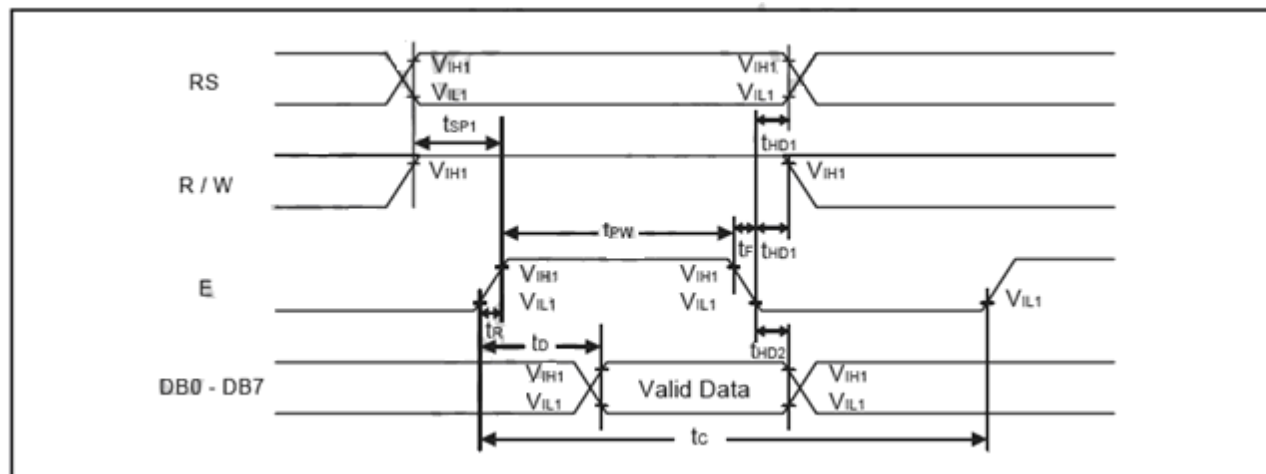 RS
VIH1 VIH1
VIL1 VIL1
tSP1 tHD1
R / W
VIH1 VIH1
tPW tF tHD1
E
VIH1 VIH1
VIL1 VIL1 VIL1
tR
tD tHD2
DB0 - DB7
VIH1 Valid Data VIH1
VIL1 VIL1
tC